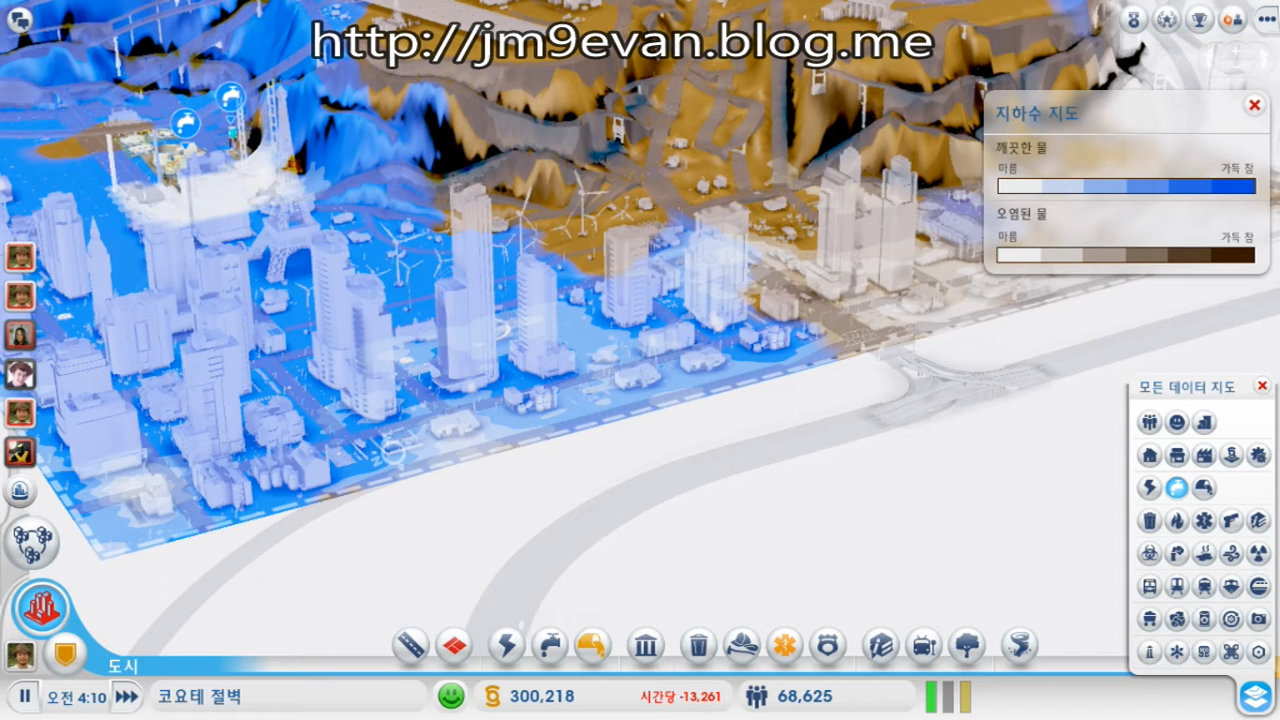 http://jm9evan.blog.me
지하수 지도
깨끗한 물
마름 가득 참
오염된 물
마름 가득 참
모든 데이터 지도
도시
오전 4:10
코요테 절벽
300,218
시간당 -13,261
68,625